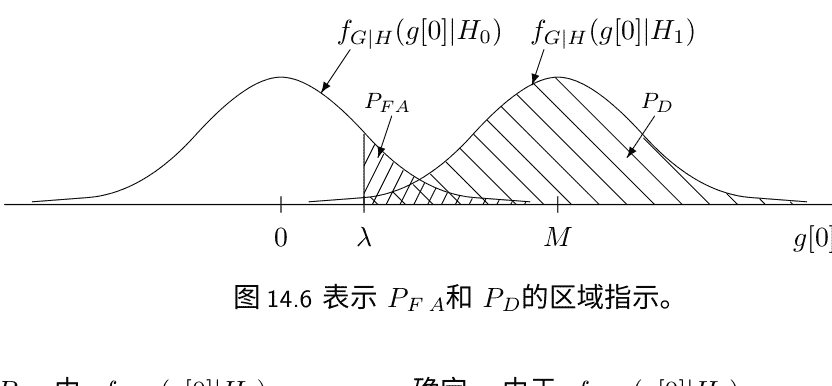 f_{G|H}(g[0]|H_0) f_{G|H}(g[0]|H_1)
P_{FA} P_D
0 λ M g[0]
图 14.6 表示 P_{F A}和 P_D的区域指示。